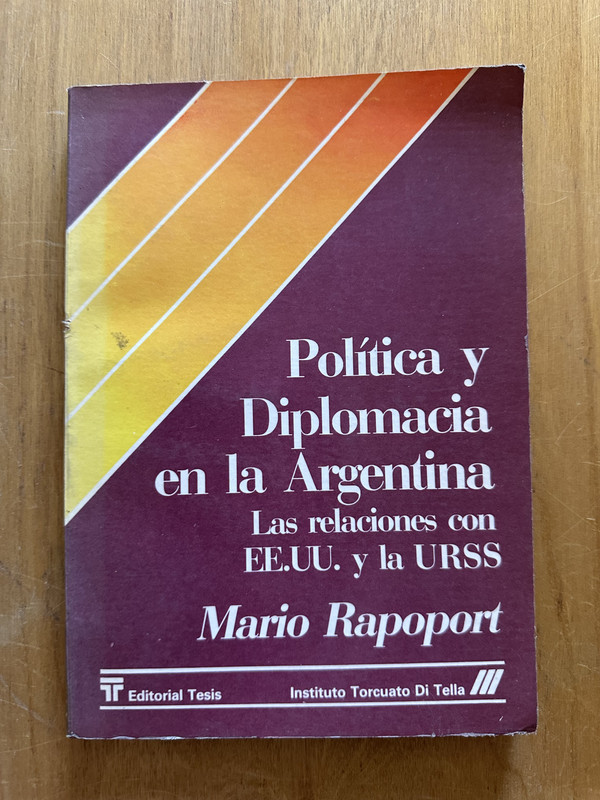 Política y
Diplomacia
en la Argentina
Las relaciones con
EE.UU. y la URSS
Mario Rapoport
Editorial Tesis
Instituto Torcuato Di Tella